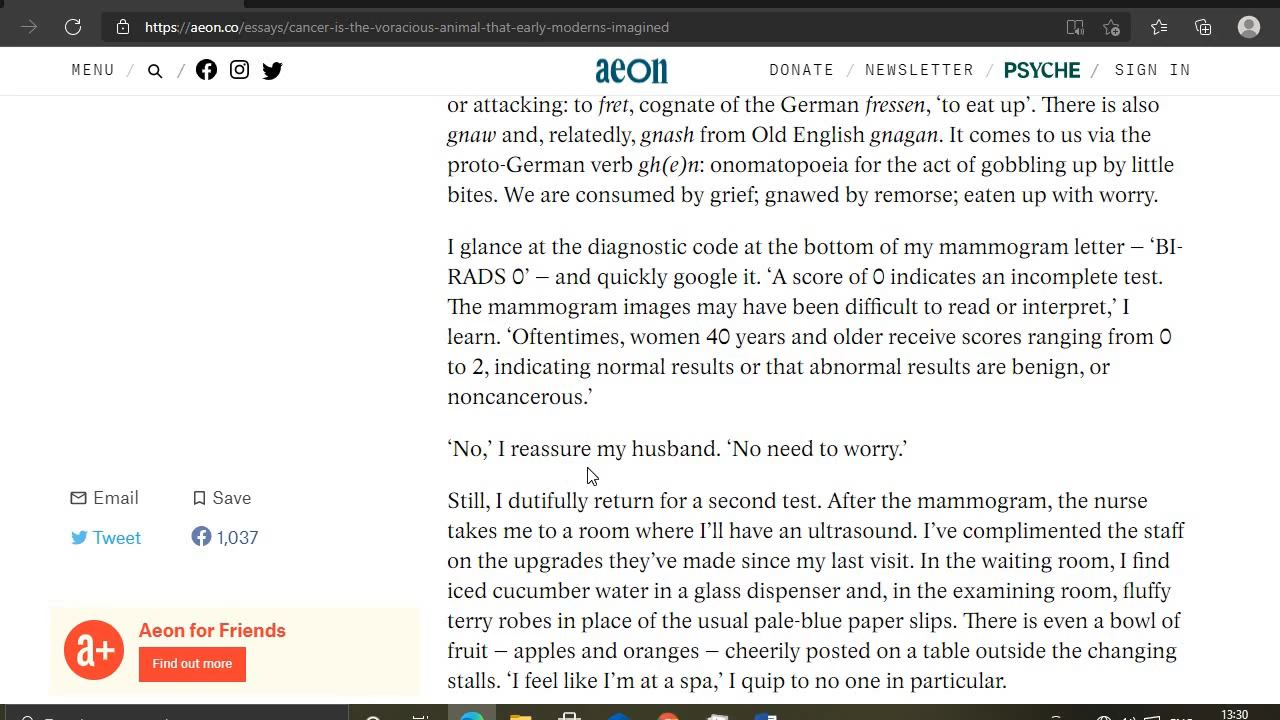 https://aeon.co/essays/cancer-is-the-voracious-animal-that-early-moderns-imagined
MENU / / aeon DONATE / NEWSLETTER / PSYCHE / SIGN IN
or attacking: to fret, cognate of the German fressen, ‘to eat up’. There is also
gnaw and, relatedly, gnash from Old English gnagan. It comes to us via the
proto-German verb gh(e)n: onomatopoeia for the act of gobbling up by little
bites. We are consumed by grief; gnawed by remorse; eaten up with worry.
I glance at the diagnostic code at the bottom of my mammogram letter – ‘BI-
RADS 0’ – and quickly google it. ‘A score of 0 indicates an incomplete test.
The mammogram images may have been difficult to read or interpret,’ I
learn. ‘Oftentimes, women 40 years and older receive scores ranging from 0
to 2, indicating normal results or that abnormal results are benign, or
noncancerous.’
‘No,’ I reassure my husband. ‘No need to worry.’
Still, I dutifully return for a second test. After the mammogram, the nurse
takes me to a room where I’ll have an ultrasound. I’ve complimented the staff
on the upgrades they’ve made since my last visit. In the waiting room, I find
iced cucumber water in a glass dispenser and, in the examining room, fluffy
terry robes in place of the usual pale-blue paper slips. There is even a bowl of
fruit – apples and oranges – cheerily posted on a table outside the changing
stalls. ‘I feel like I’m at a spa,’ I quip to no one in particular.
Email Save
Tweet 1,037
a+ Aeon for Friends
Find out more
13:30